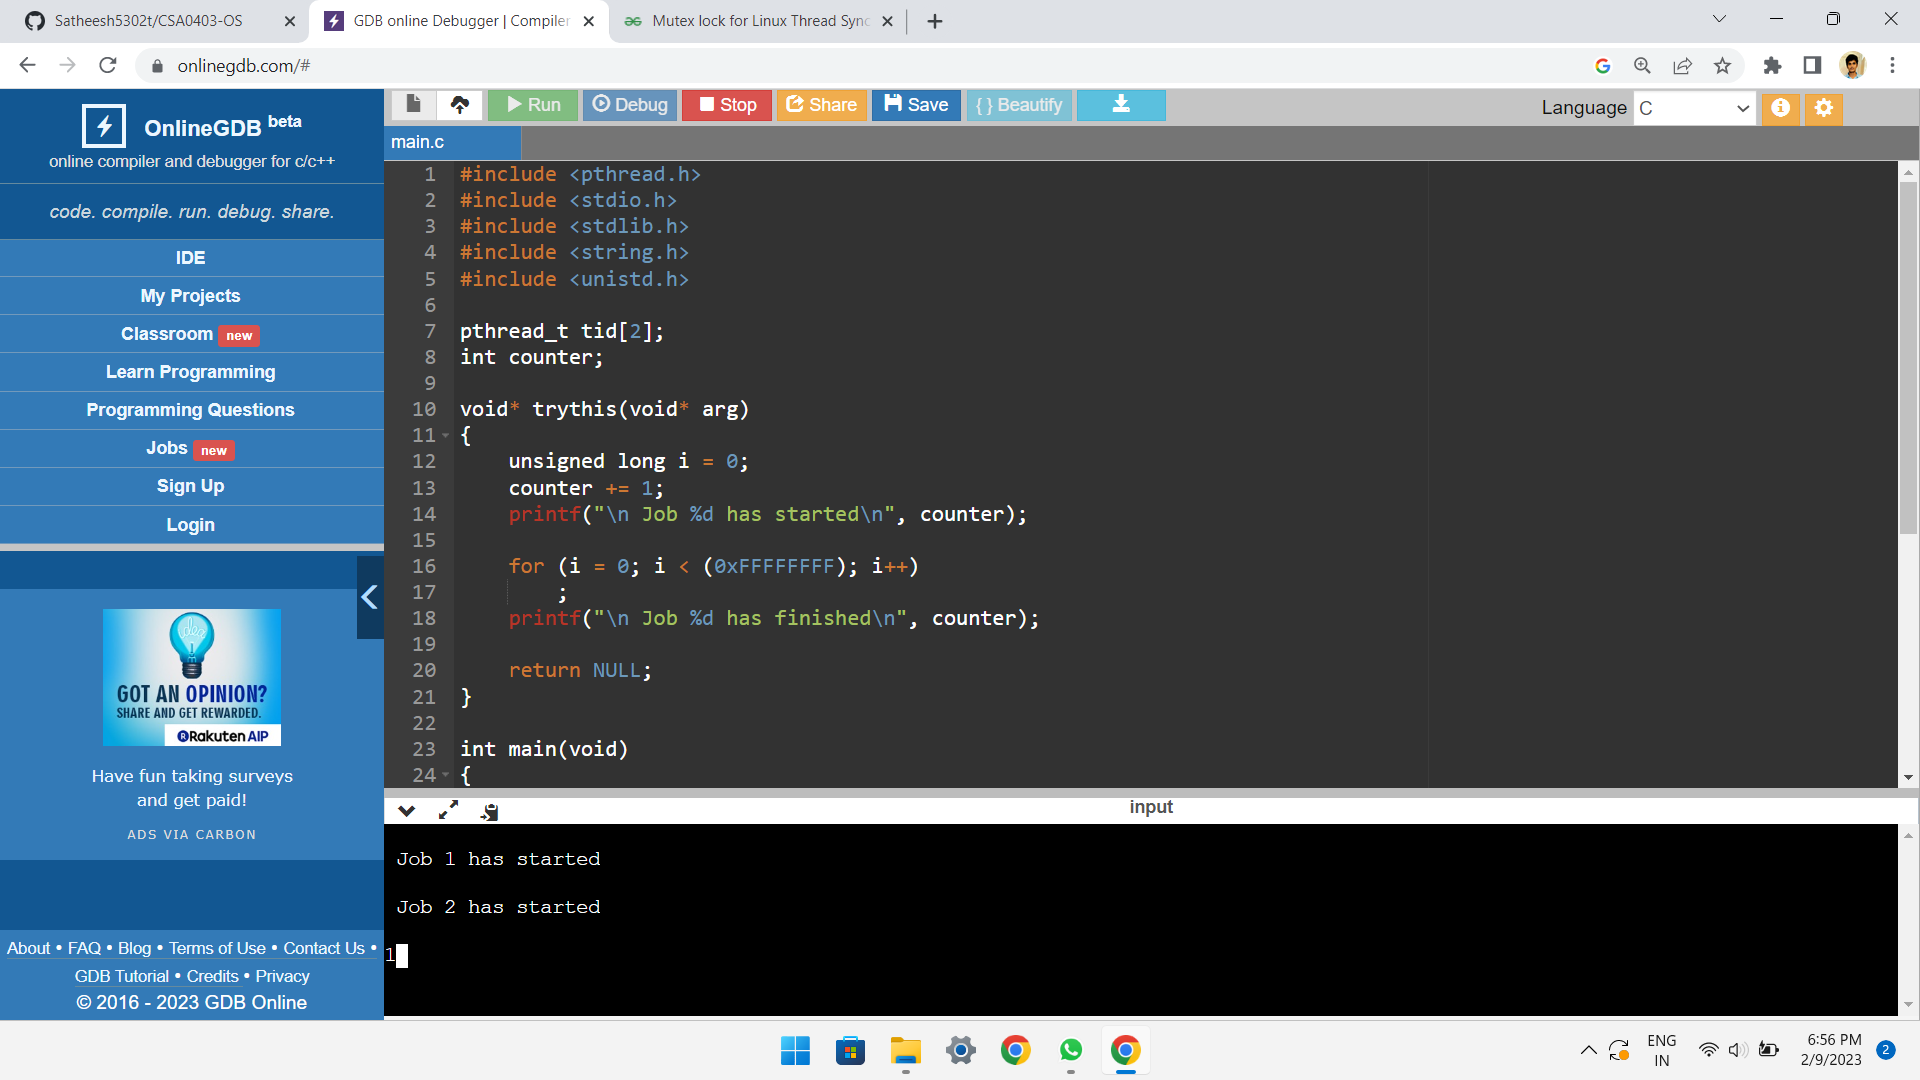 Satheesh5302t/CSA0403-OS
GDB online Debugger | Compiler
Mutex lock for Linux Thread Sync
onlinegdb.com/#
OnlineGDB beta
online compiler and debugger for c/c++
code. compile. run. debug. share.
IDE
My Projects
Classroom new
Learn Programming
Programming Questions
Jobs new
Sign Up
Login
idea
GOT AN OPINION?
SHARE AND GET REWARDED.
Rakuten AIP
Have fun taking surveys
and get paid!
ADS VIA CARBON
About • FAQ • Blog • Terms of Use • Contact Us •
GDB Tutorial • Credits • Privacy
© 2016 - 2023 GDB Online
Run Debug Stop Share Save { } Beautify
Language C
main.c
1 #include <pthread.h>
2 #include <stdio.h>
3 #include <stdlib.h>
4 #include <string.h>
5 #include <unistd.h>
6
7 pthread_t tid[2];
8 int counter;
9
10 void* trythis(void* arg)
11 {
12 unsigned long i = 0;
13 counter += 1;
14 printf("\n Job %d has started\n", counter);
15
16 for (i = 0; i < (0xFFFFFFFF); i++)
17 ;
18 printf("\n Job %d has finished\n", counter);
19
20 return NULL;
21 }
22
23 int main(void)
24 {
input
Job 1 has started
Job 2 has started
1
ENG
IN
6:56 PM
2/9/2023
2